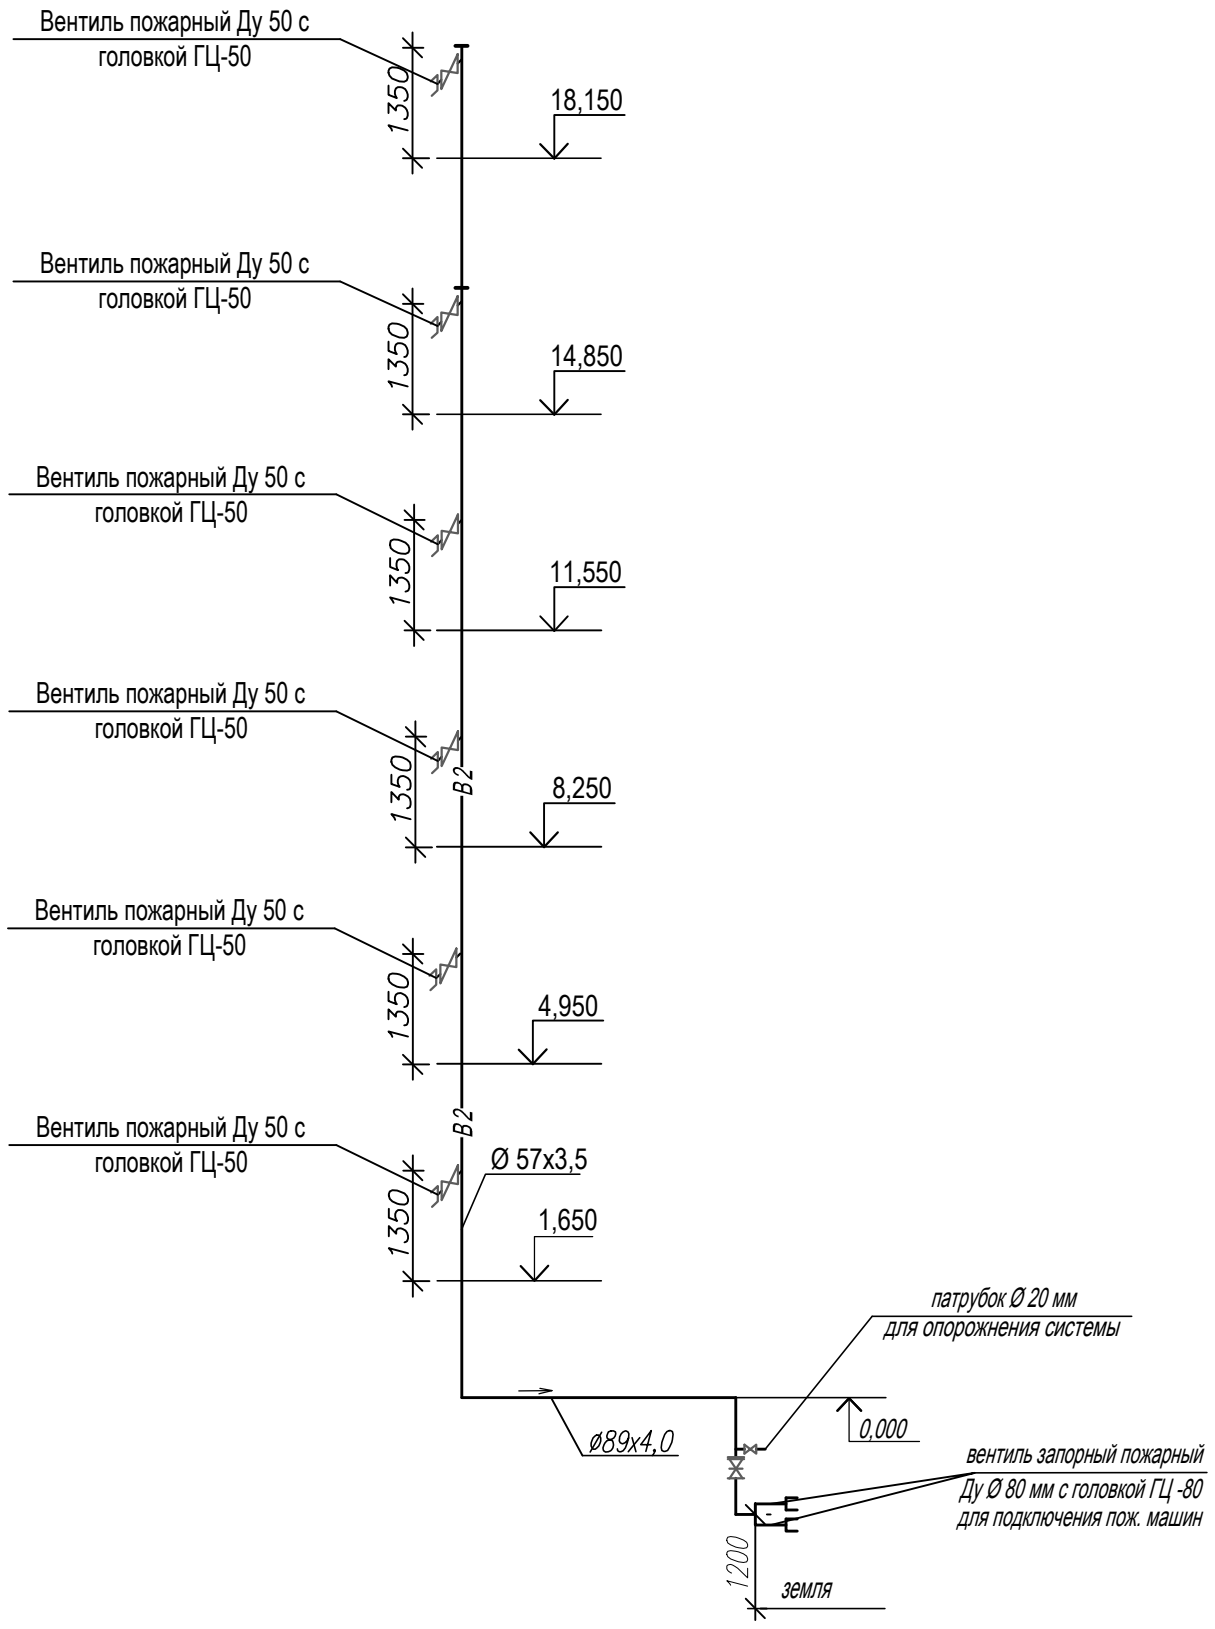 Вентиль пожарный Ду 50 с
головкой ГЦ-50
1350
18,150
Вентиль пожарный Ду 50 с
головкой ГЦ-50
1350
14,850
Вентиль пожарный Ду 50 с
головкой ГЦ-50
1350
11,550
Вентиль пожарный Ду 50 с
головкой ГЦ-50
1350
В2
8,250
Вентиль пожарный Ду 50 с
головкой ГЦ-50
1350
4,950
В2
Вентиль пожарный Ду 50 с
головкой ГЦ-50
1350
Ø 57х3,5
1,650
патрубок Ø 20 мм
для опорожнения системы
ø89х4,0
0,000
вентиль запорный пожарный
Ду Ø 80 мм с головкой ГЦ -80
для подключения пож. машин
1200
земля